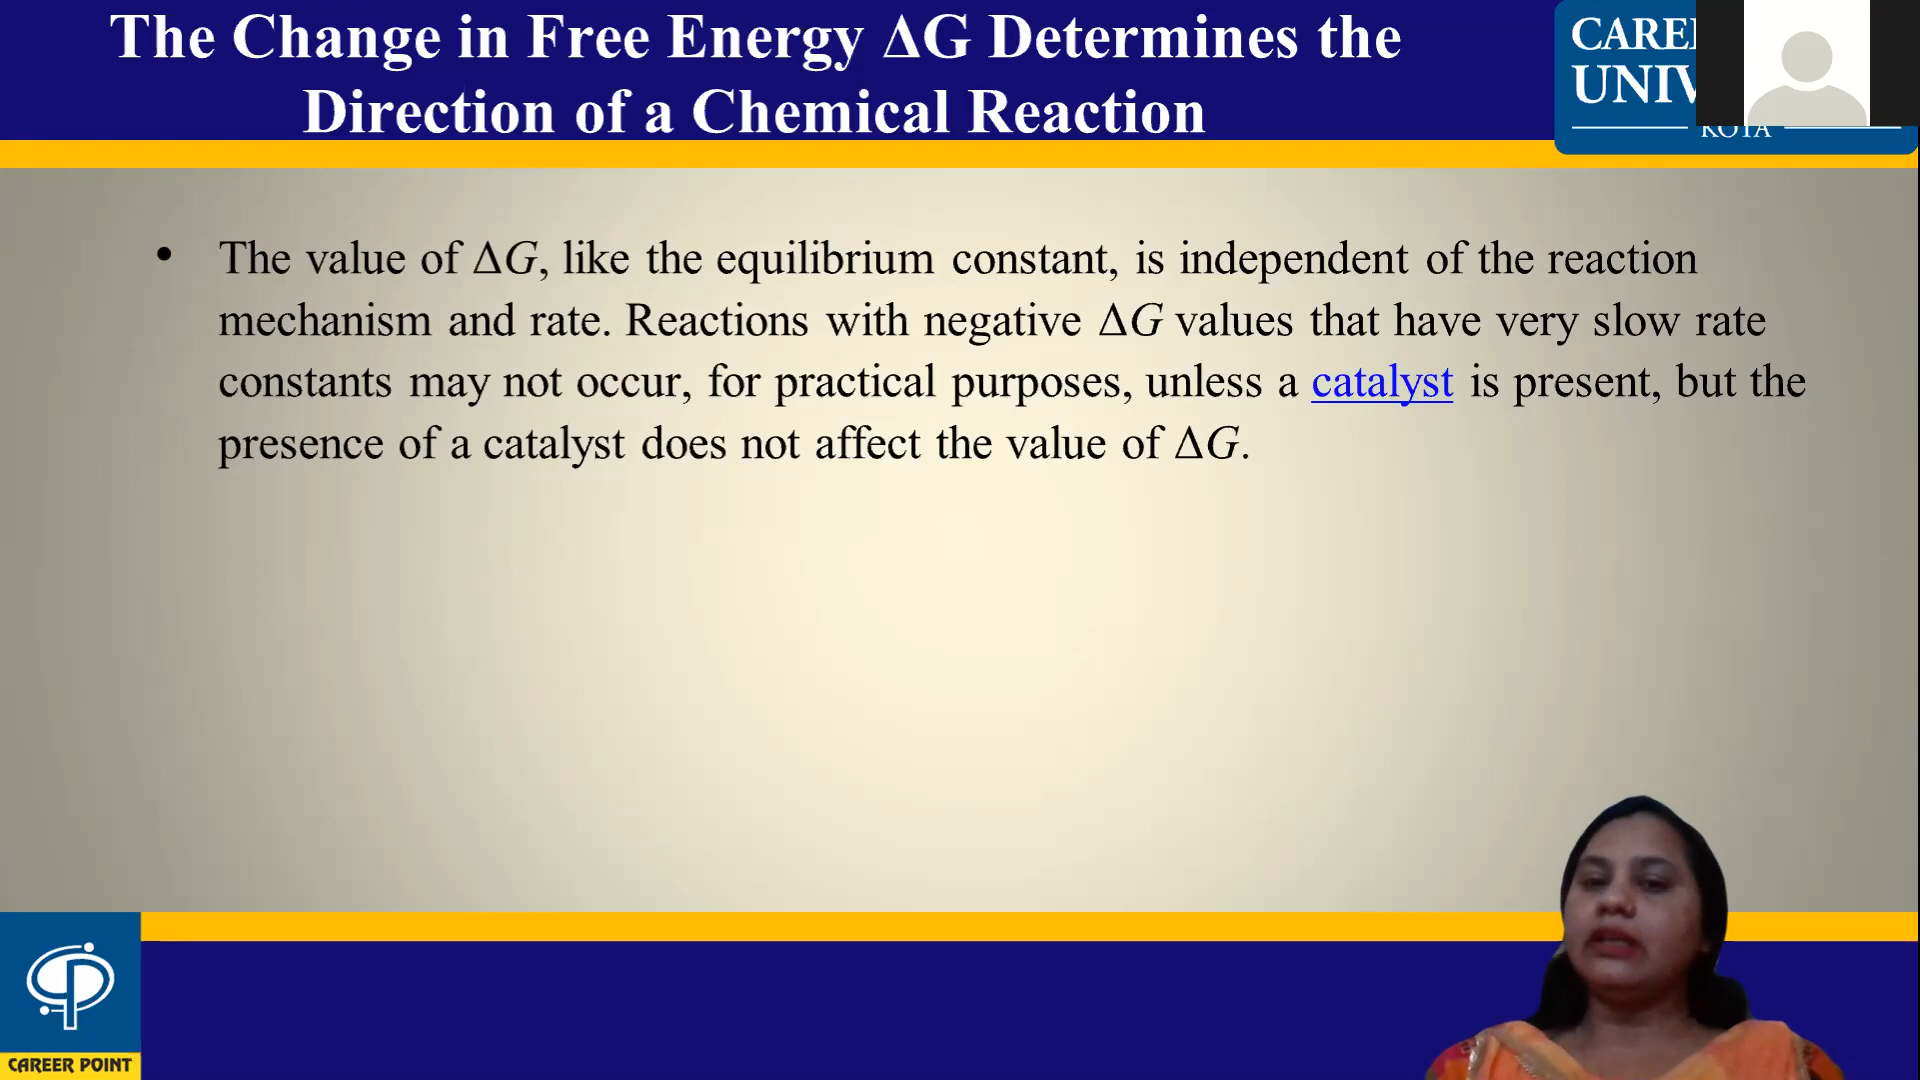 The Change in Free Energy ΔG Determines the
Direction of a Chemical Reaction
KOTA
• The value of ΔG, like the equilibrium constant, is independent of the reaction
mechanism and rate. Reactions with negative ΔG values that have very slow rate
constants may not occur, for practical purposes, unless a catalyst is present, but the
presence of a catalyst does not affect the value of ΔG.
CAREER POINT